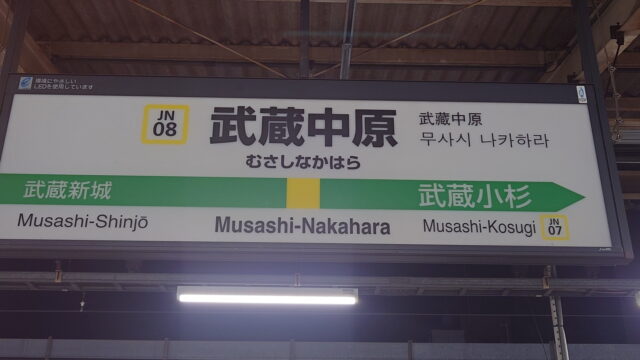 環境にやさしい
LEDを使用しています
JN
08
武蔵中原
むさしなかはら
武蔵中原
무사시 나카하라
武蔵新城
武蔵小杉
Musashi-Shinjō
Musashi-Nakahara
Musashi-Kosugi
JN
07